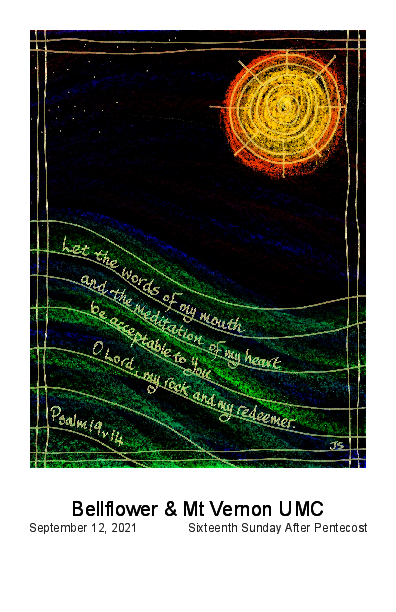 Let the words of my mouth
and the meditation of my heart
be acceptable to you
O Lord, my rock and my redeemer.
Psalm 19 v 14
JS
Bellflower & Mt Vernon UMC
September 12, 2021 Sixteenth Sunday After Pentecost